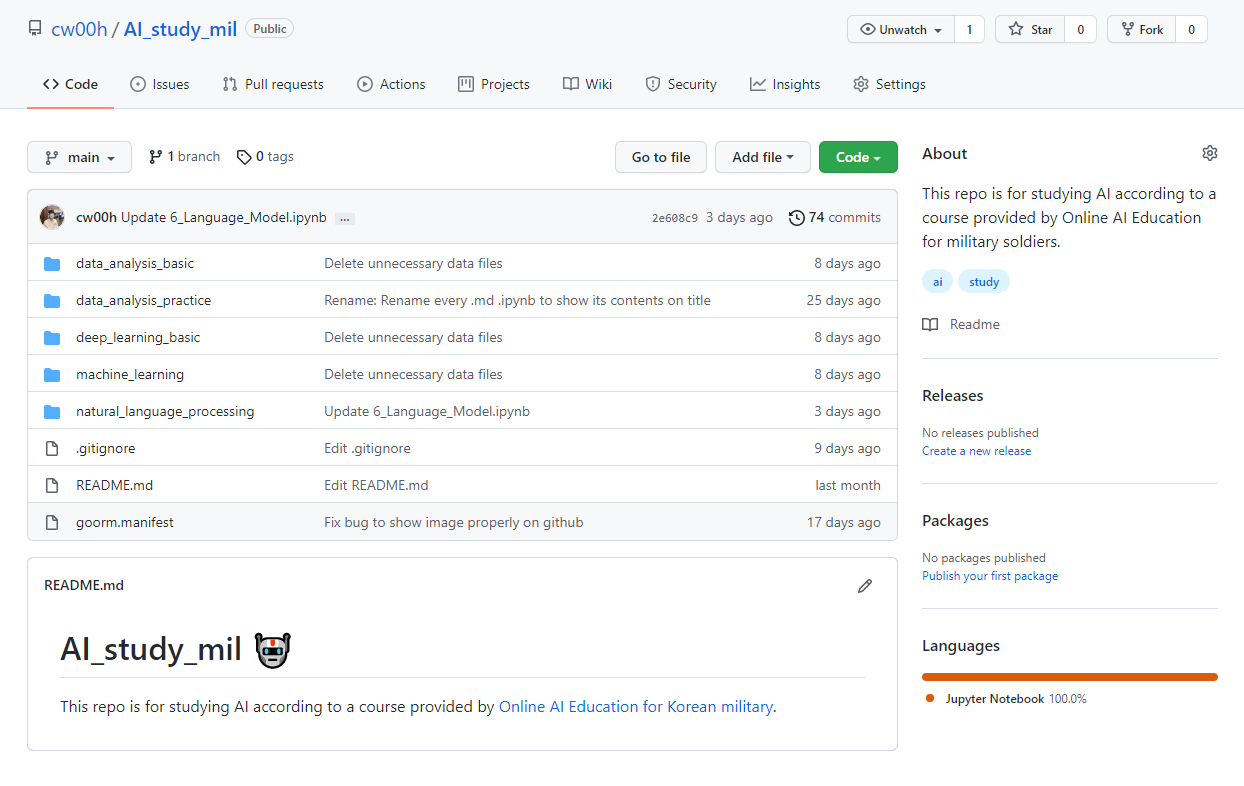 cw00h / AI_study_mil Public
Unwatch 1 Star 0 Fork 0
Code Issues Pull requests Actions Projects Wiki Security Insights Settings
main 1 branch 0 tags Go to file Add file Code
cw00h Update 6_Language_Model.ipynb ... 2e608c9 3 days ago 74 commits
data_analysis_basic Delete unnecessary data files 8 days ago
data_analysis_practice Rename: Rename every .md .ipynb to show its contents on title 25 days ago
deep_learning_basic Delete unnecessary data files 8 days ago
machine_learning Delete unnecessary data files 8 days ago
natural_language_processing Update 6_Language_Model.ipynb 3 days ago
.gitignore Edit .gitignore 9 days ago
README.md Edit README.md last month
goorm.manifest Fix bug to show image properly on github 17 days ago
README.md
AI_study_mil
This repo is for studying AI according to a course provided by Online AI Education for Korean military.
About
This repo is for studying AI according to a
course provided by Online AI Education
for military soldiers.
ai study
Readme
Releases
No releases published
Create a new release
Packages
No packages published
Publish your first package
Languages
Jupyter Notebook 100.0%